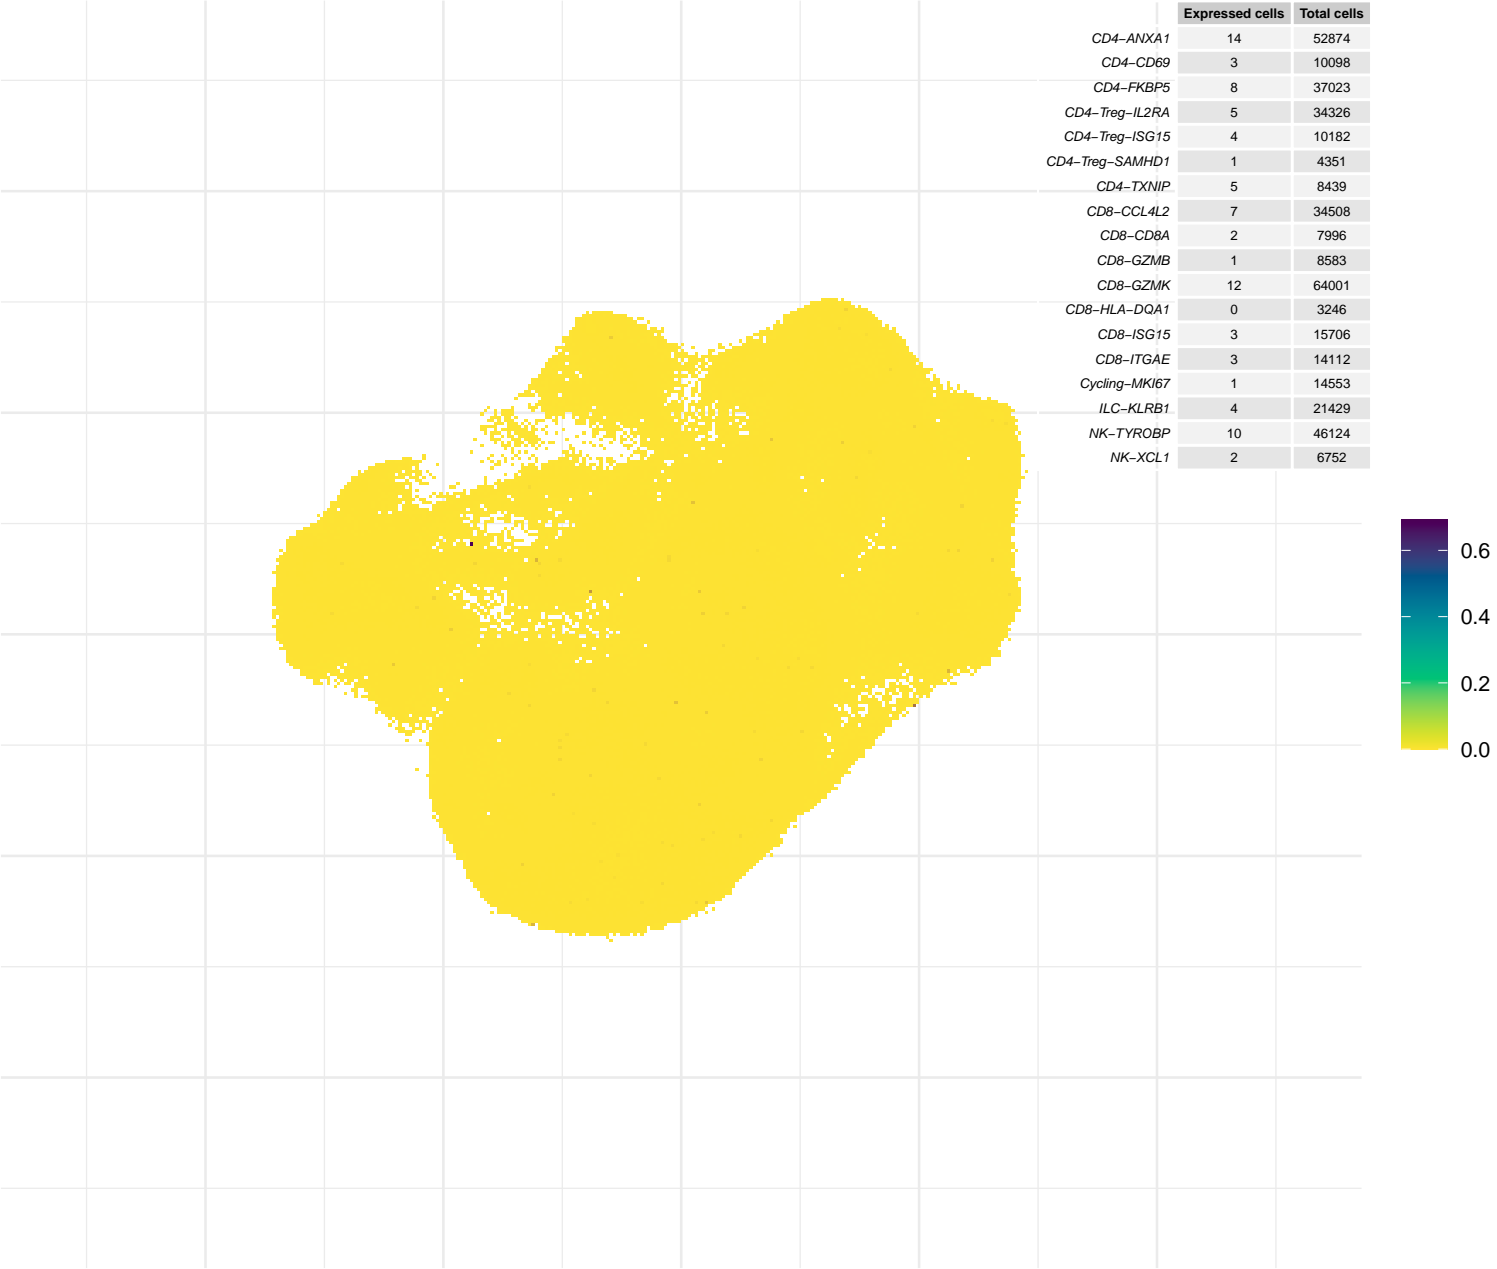 Expressed cells Total cells
CD4−ANXA1 14 52874
CD4−CD69 3 10098
CD4−FKBP5 8 37023
CD4−Treg−IL2RA 5 34326
CD4−Treg−ISG15 4 10182
CD4−Treg−SAMHD1 1 4351
CD4−TXNIP 5 8439
CD8−CCL4L2 7 34508
CD8−CD8A 2 7996
CD8−GZMB 1 8583
CD8−GZMK 12 64001
CD8−HLA−DQA1 0 3246
CD8−ISG15 3 15706
CD8−ITGAE 3 14112
Cycling−MKI67 1 14553
ILC−KLRB1 4 21429
NK−TYROBP 10 46124
NK−XCL1 2 6752
0.6
0.4
0.2
0.0